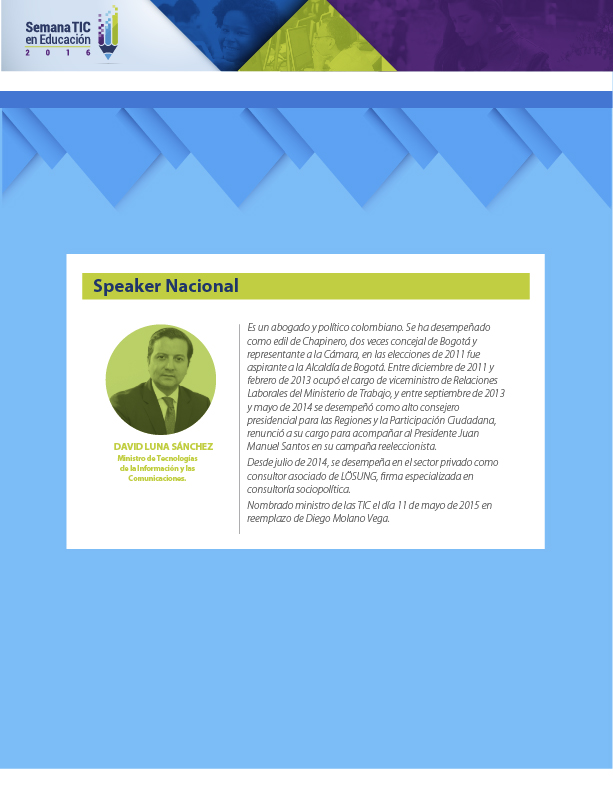 Semana TIC
en Educación
2 0 1 6
Speaker Nacional
DAVID LUNA SÁNCHEZ
Ministro de Tecnologías
de la Información y las
Comunicaciones.
Es un abogado y político colombiano. Se ha desempeñado
como edil de Chapinero, dos veces concejal de Bogotá y
representante a la Cámara, en las elecciones de 2011 fue
aspirante a la Alcaldía de Bogotá. Entre diciembre de 2011 y
febrero de 2013 ocupó el cargo de viceministro de Relaciones
Laborales del Ministerio de Trabajo, y entre septiembre de 2013
y mayo de 2014 se desempeñó como alto consejero
presidencial para las Regiones y la Participación Ciudadana,
renunció a su cargo para acompañar al Presidente Juan
Manuel Santos en su campaña reeleccionista.
Desde julio de 2014, se desempeña en el sector privado como
consultor asociado de LÖSUNG, firma especializada en
consultoría sociopolítica.
Nombrado ministro de las TIC el día 11 de mayo de 2015 en
reemplazo de Diego Molano Vega.